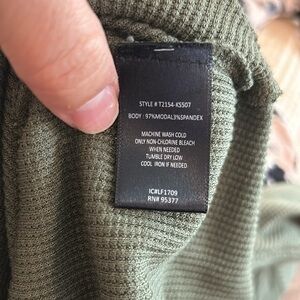 STYLE # T2154-KS507
BODY : 97%MODAL3%SPANDEX
MACHINE WASH COLD
ONLY NON-CHLORINE BLEACH
WHEN NEEDED
TUMBLE DRY LOW
COOL IRON IF NEEDED
IC#LF1709
RN# 95377